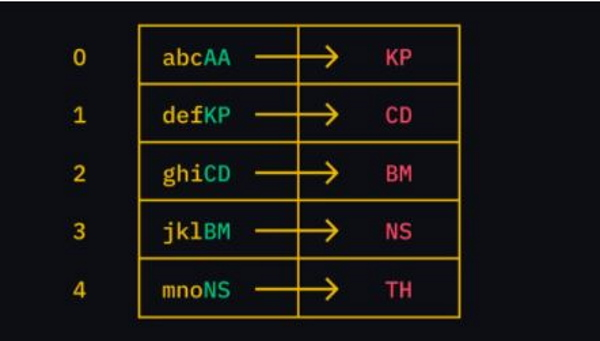 0 abcAA → KP
1 defKP → CD
2 ghiCD → BM
3 jklBM → NS
4 mnoNS → TH